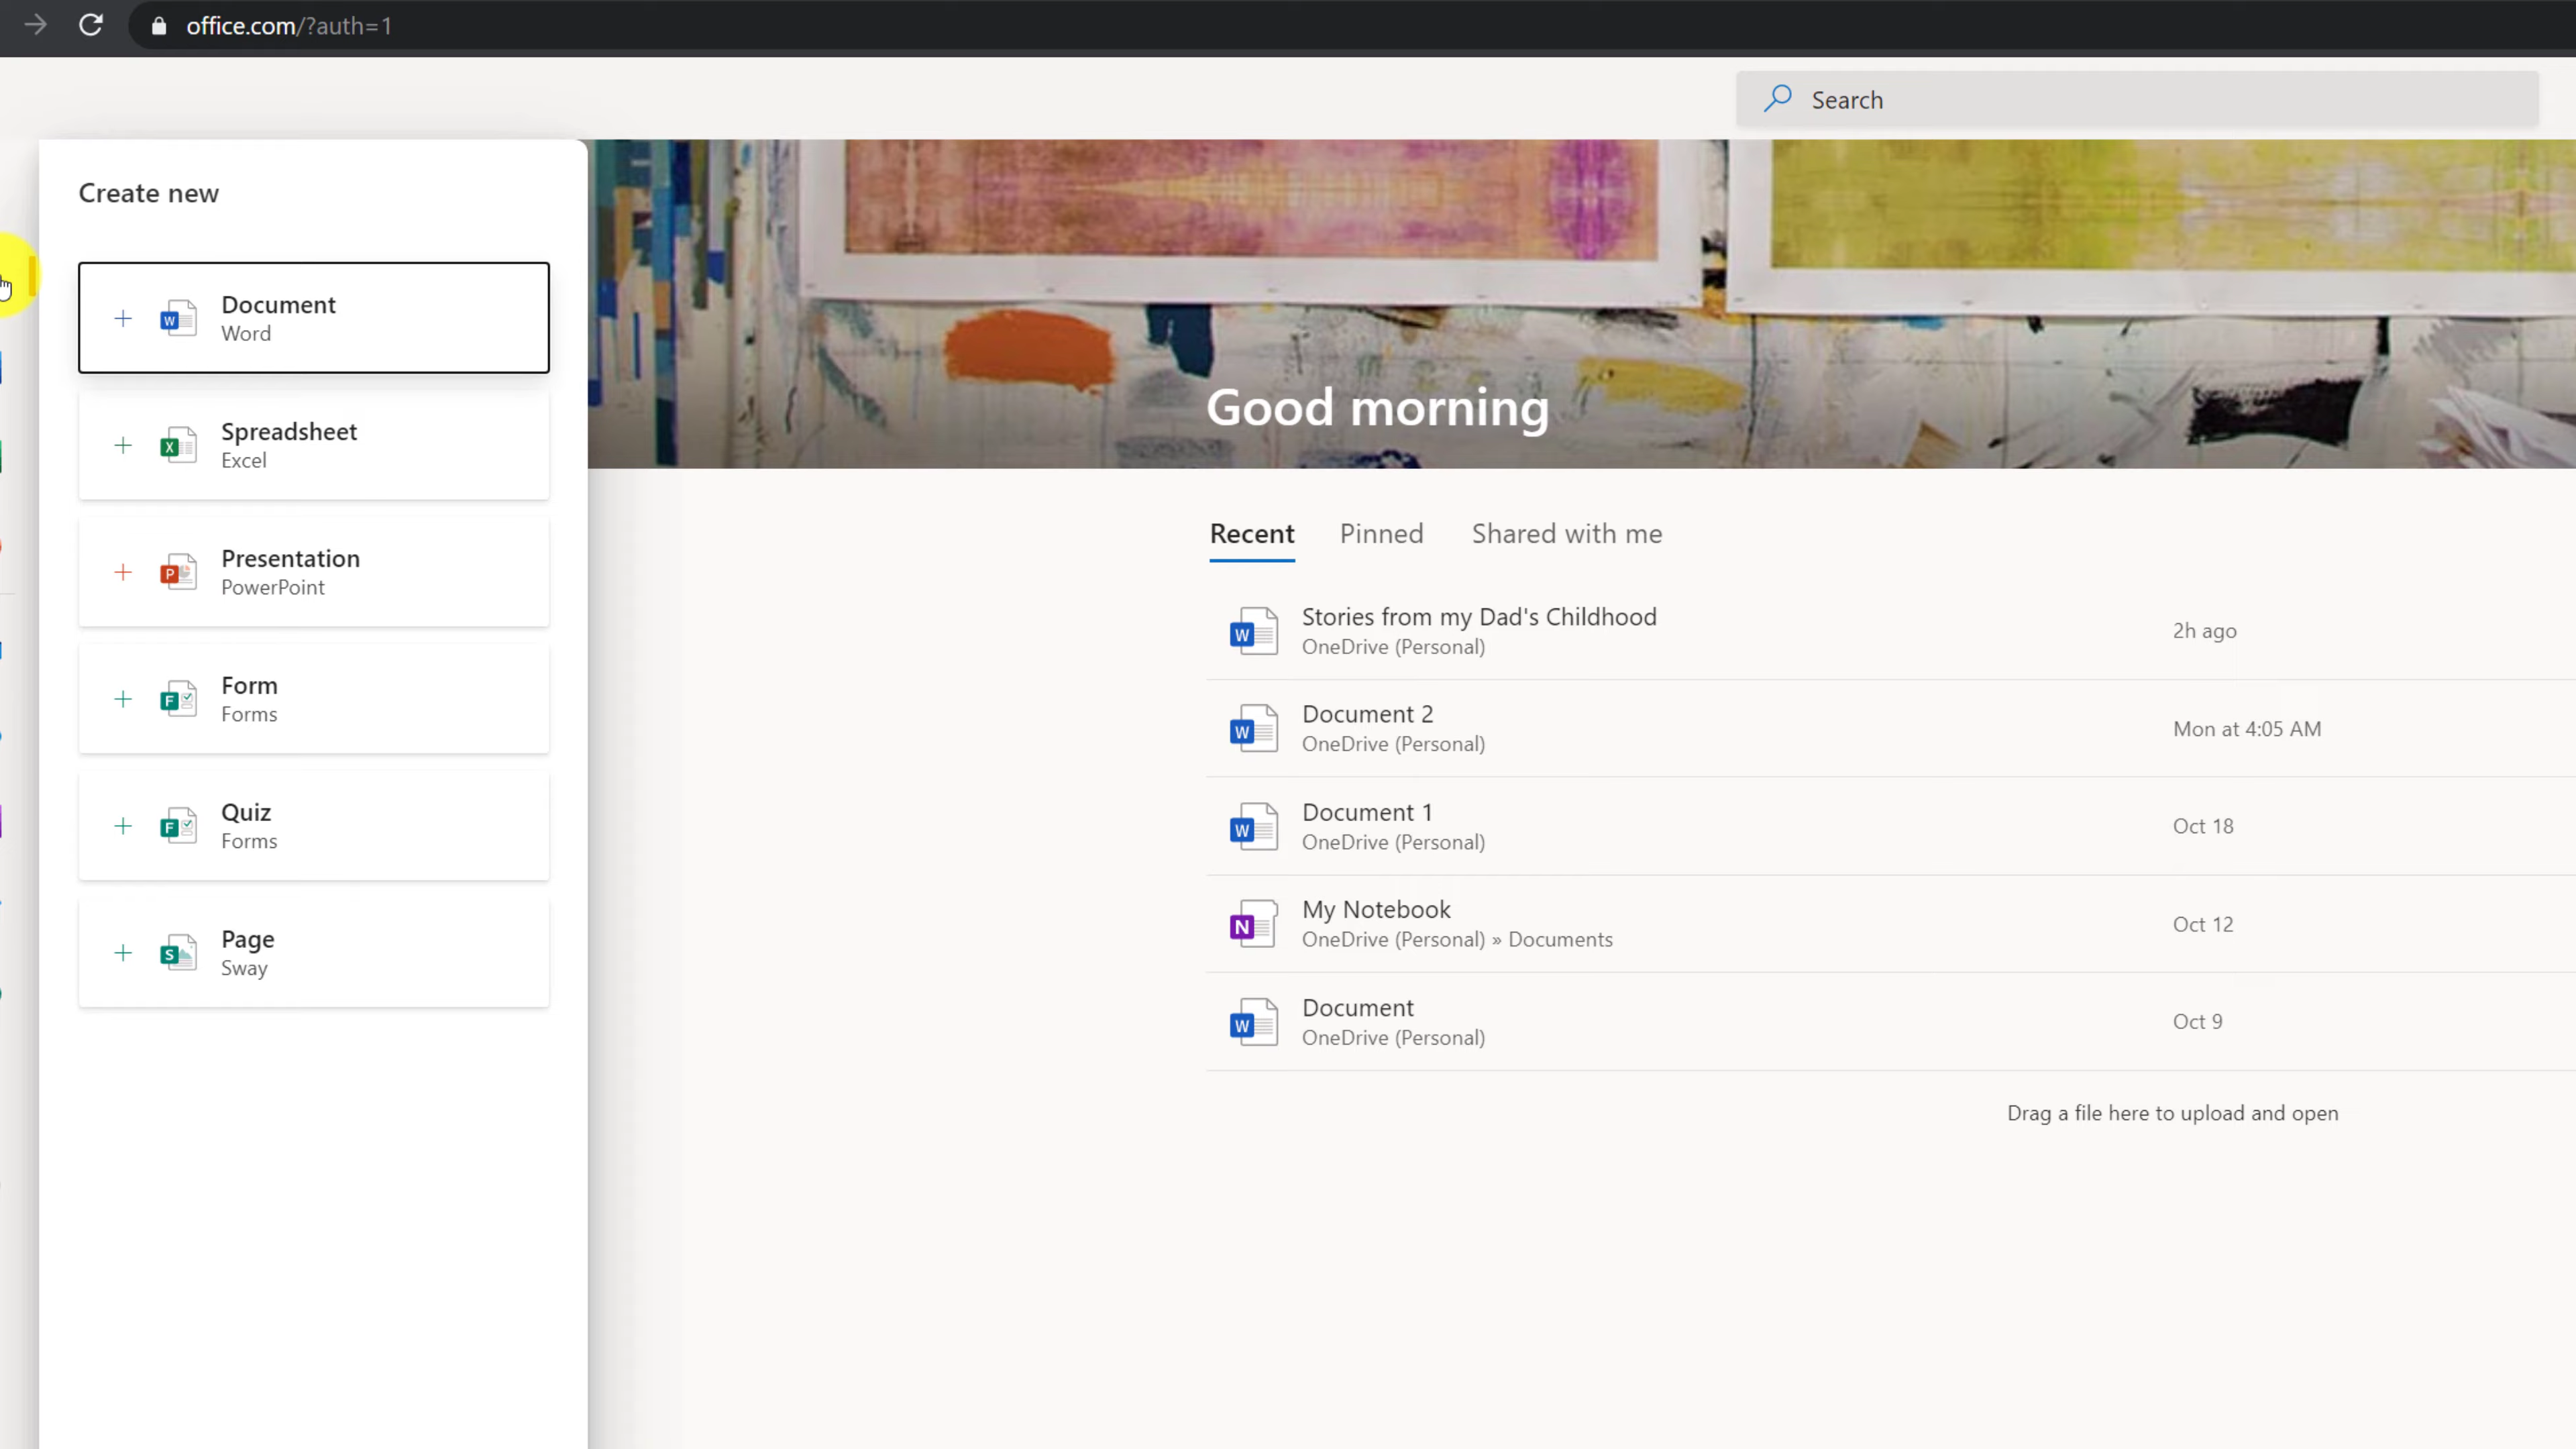 office.com/?auth=1
Search
Create new
Document
Word
Spreadsheet
Excel
Presentation
PowerPoint
Form
Forms
Quiz
Forms
Page
Sway
Good morning
Recent Pinned Shared with me
Stories from my Dad's Childhood
OneDrive (Personal)
2h ago
Document 2
OneDrive (Personal)
Mon at 4:05 AM
Document 1
OneDrive (Personal)
Oct 18
My Notebook
OneDrive (Personal) » Documents
Oct 12
Document
OneDrive (Personal)
Oct 9
Drag a file here to upload and open